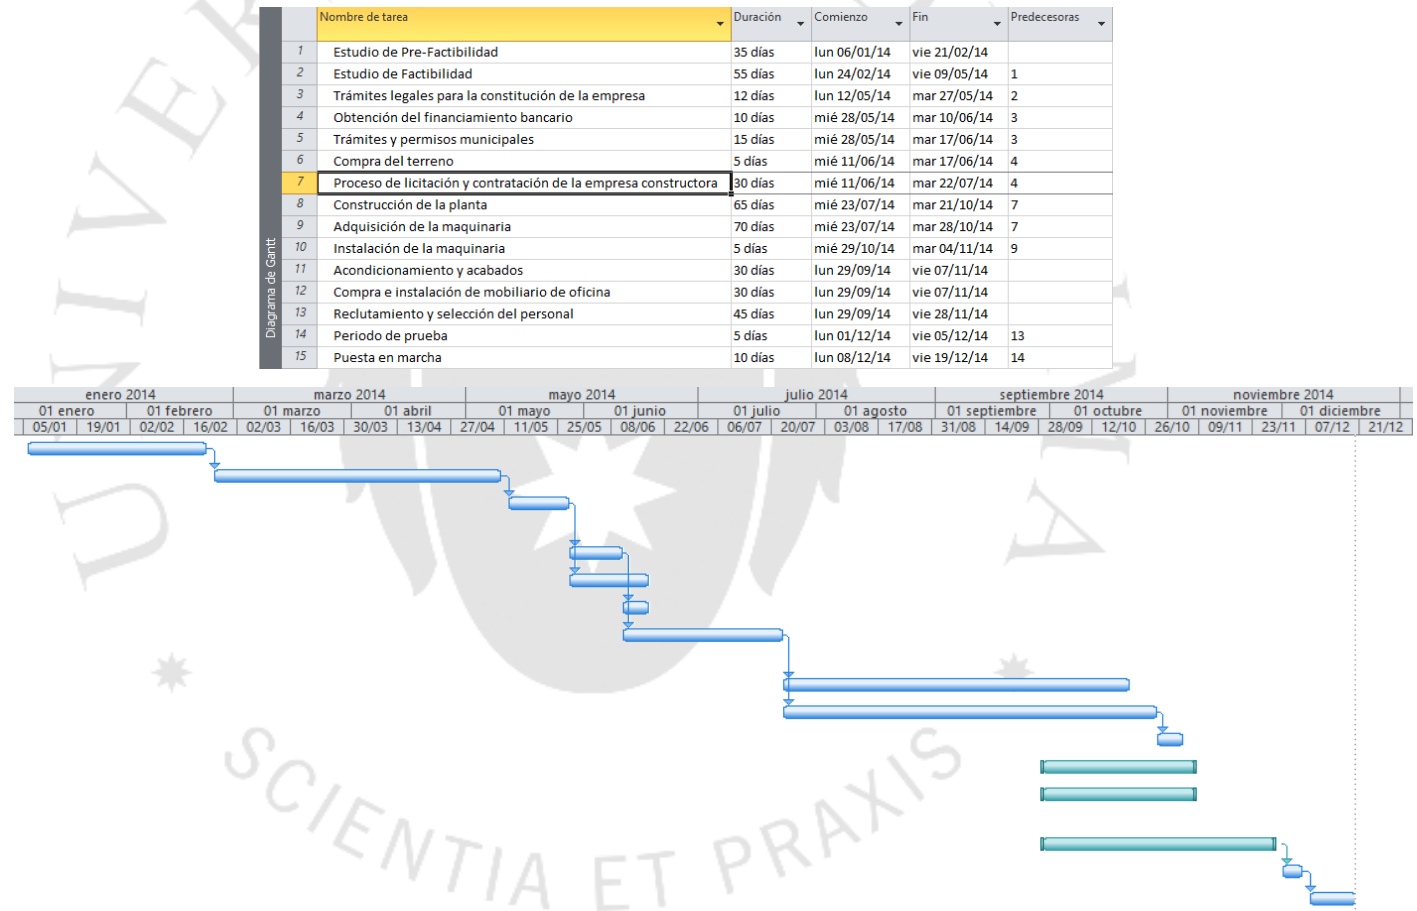 Nombre de tarea Duración Comienzo Fin Predecesoras
1 Estudio de Pre-Factibilidad 35 días lun 06/01/14 vie 21/02/14
2 Estudio de Factibilidad 55 días lun 24/02/14 vie 09/05/14 1
3 Trámites legales para la constitución de la empresa 12 días lun 12/05/14 mar 27/05/14 2
4 Obtención del financiamiento bancario 10 días mié 28/05/14 mar 10/06/14 3
5 Trámites y permisos municipales 15 días mié 28/05/14 mar 17/06/14 3
6 Compra del terreno 5 días mié 11/06/14 mar 17/06/14 4
7 Proceso de licitación y contratación de la empresa constructora 30 días mié 11/06/14 mar 22/07/14 4
8 Construcción de la planta 65 días mié 23/07/14 mar 21/10/14 7
9 Adquisición de la maquinaria 70 días mié 23/07/14 mar 28/10/14 7
10 Instalación de la maquinaria 5 días mié 29/10/14 mar 04/11/14 9
11 Acondicionamiento y acabados 30 días lun 29/09/14 vie 07/11/14
12 Compra e instalación de mobiliario de oficina 30 días lun 29/09/14 vie 07/11/14
13 Reclutamiento y selección del personal 45 días lun 29/09/14 vie 28/11/14
14 Periodo de prueba 5 días lun 01/12/14 vie 05/12/14 13
15 Puesta en marcha 10 días lun 08/12/14 vie 19/12/14 14
Diagrama de Gantt
enero 2014 marzo 2014 mayo 2014 julio 2014 septiembre 2014 noviembre 2014
01 enero 01 febrero 01 marzo 01 abril 01 mayo 01 junio 01 julio 01 agosto 01 septiembre 01 octubre 01 noviembre 01 diciembre
05/01 19/01 02/02 16/02 02/03 16/03 30/03 13/04 27/04 11/05 25/05 08/06 22/06 06/07 20/07 03/08 17/08 31/08 14/09 28/09 12/10 26/10 09/11 23/11 07/12 21/12
SCIENTIA ET PRAXIS